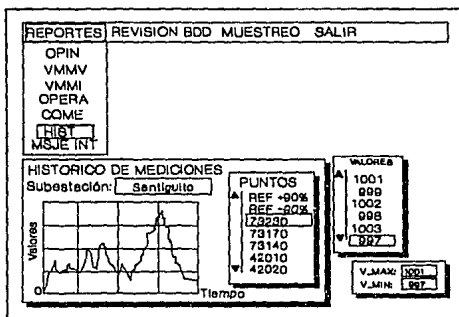 REPORTES REVISION BDD MUESTREO SALIR
OPIN
VMMV
VMMI
OPERA
COME
HIST
MSJE INT
HISTORICO DE MEDICIONES
Subestación: Santiguito
Valores
0
Tiempo
PUNTOS
REF +90%
REF -90%
73230
73170
73140
42010
42020
VALORES
1001
999
1002
998
1003
997
V_MAX: 1001
V_MIN: 997